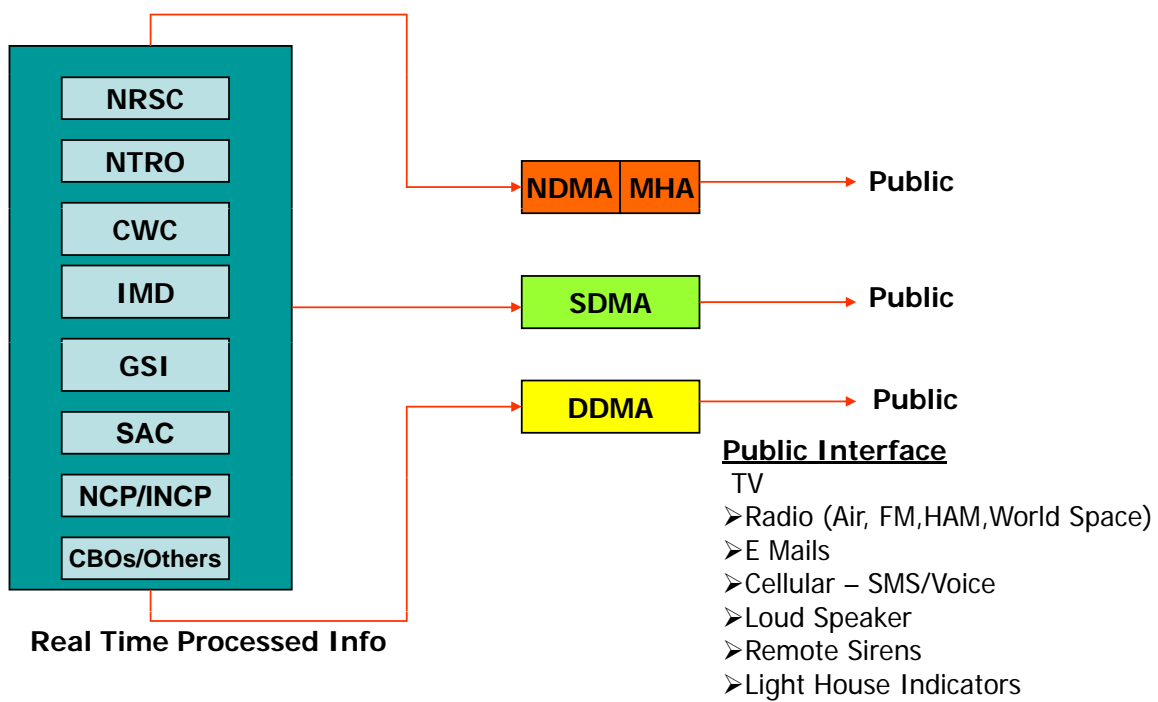 NRSC
NTRO
CWC
IMD
GSI
SAC
NCP/INCP
CBOs/Others
Real Time Processed Info
NDMA MHA
Public
SDMA
Public
DDMA
Public
Public Interface
TV
➢Radio (Air, FM,HAM,World Space)
➢E Mails
➢Cellular – SMS/Voice
➢Loud Speaker
➢Remote Sirens
➢Light House Indicators